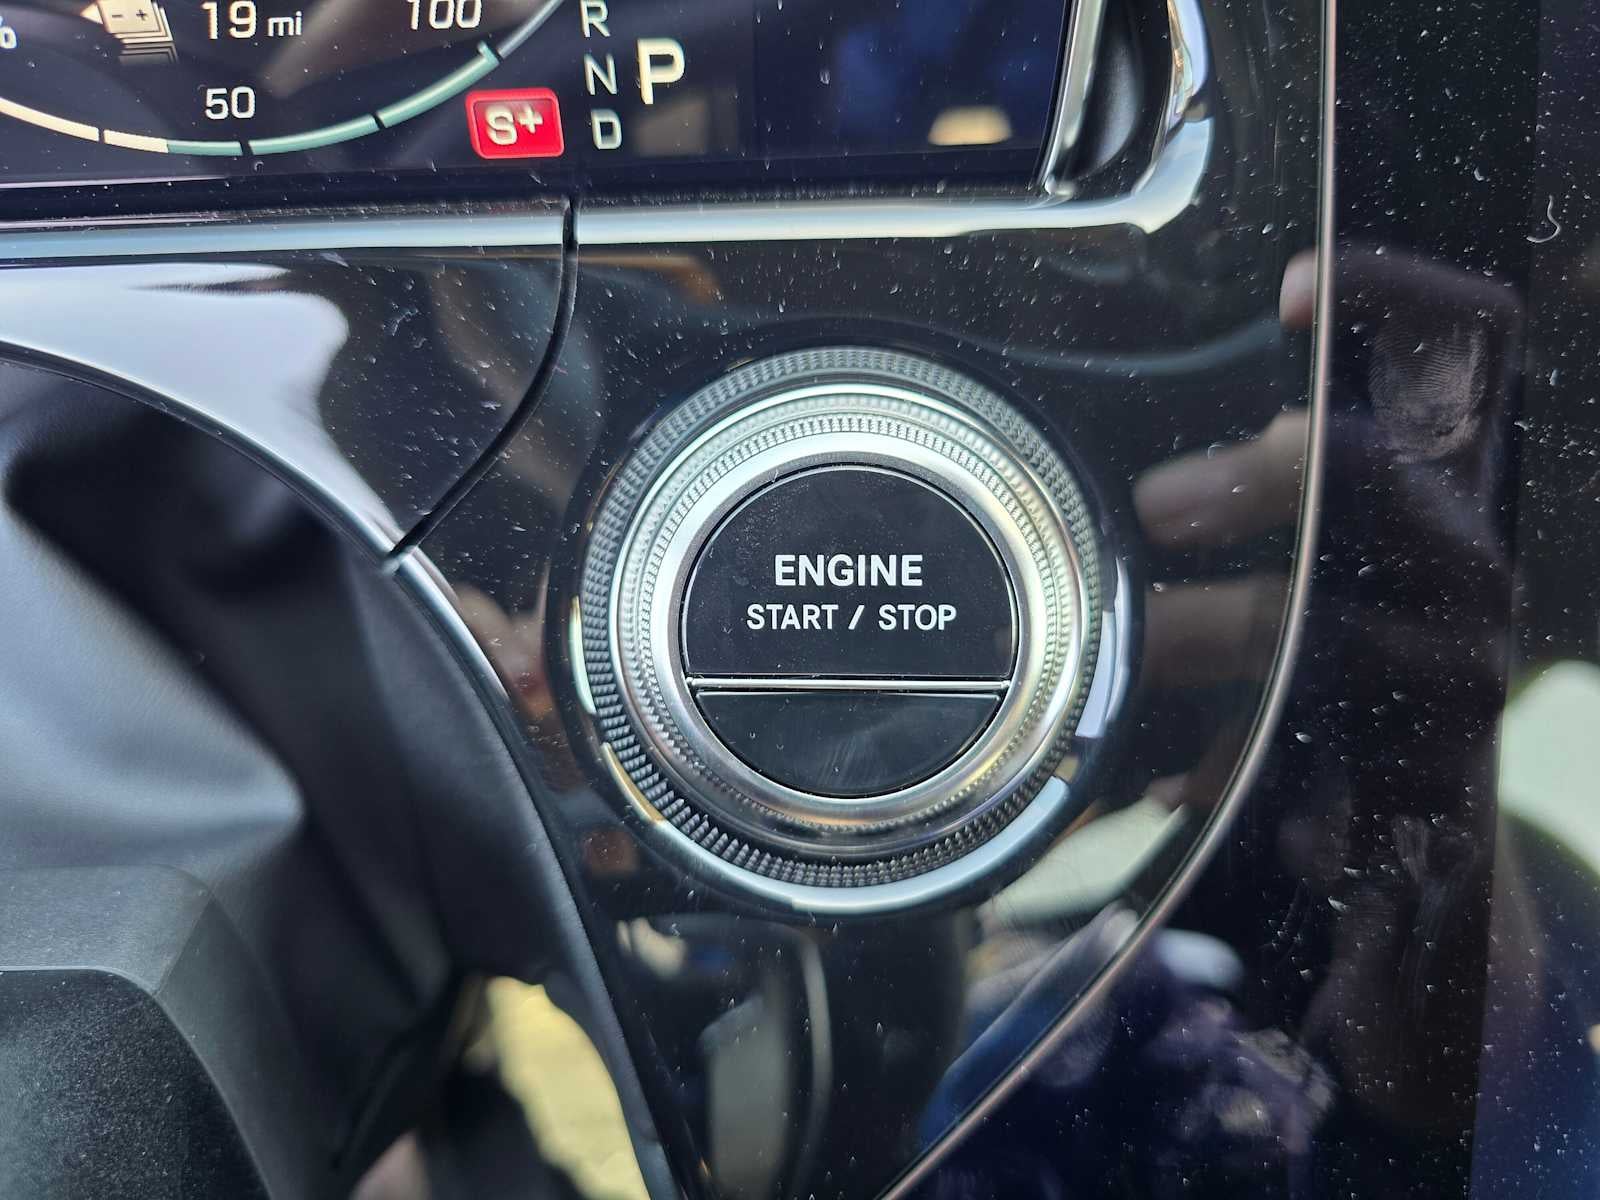 %
19 mi
100
50
R
N
P
D
S+
ENGINE
START / STOP